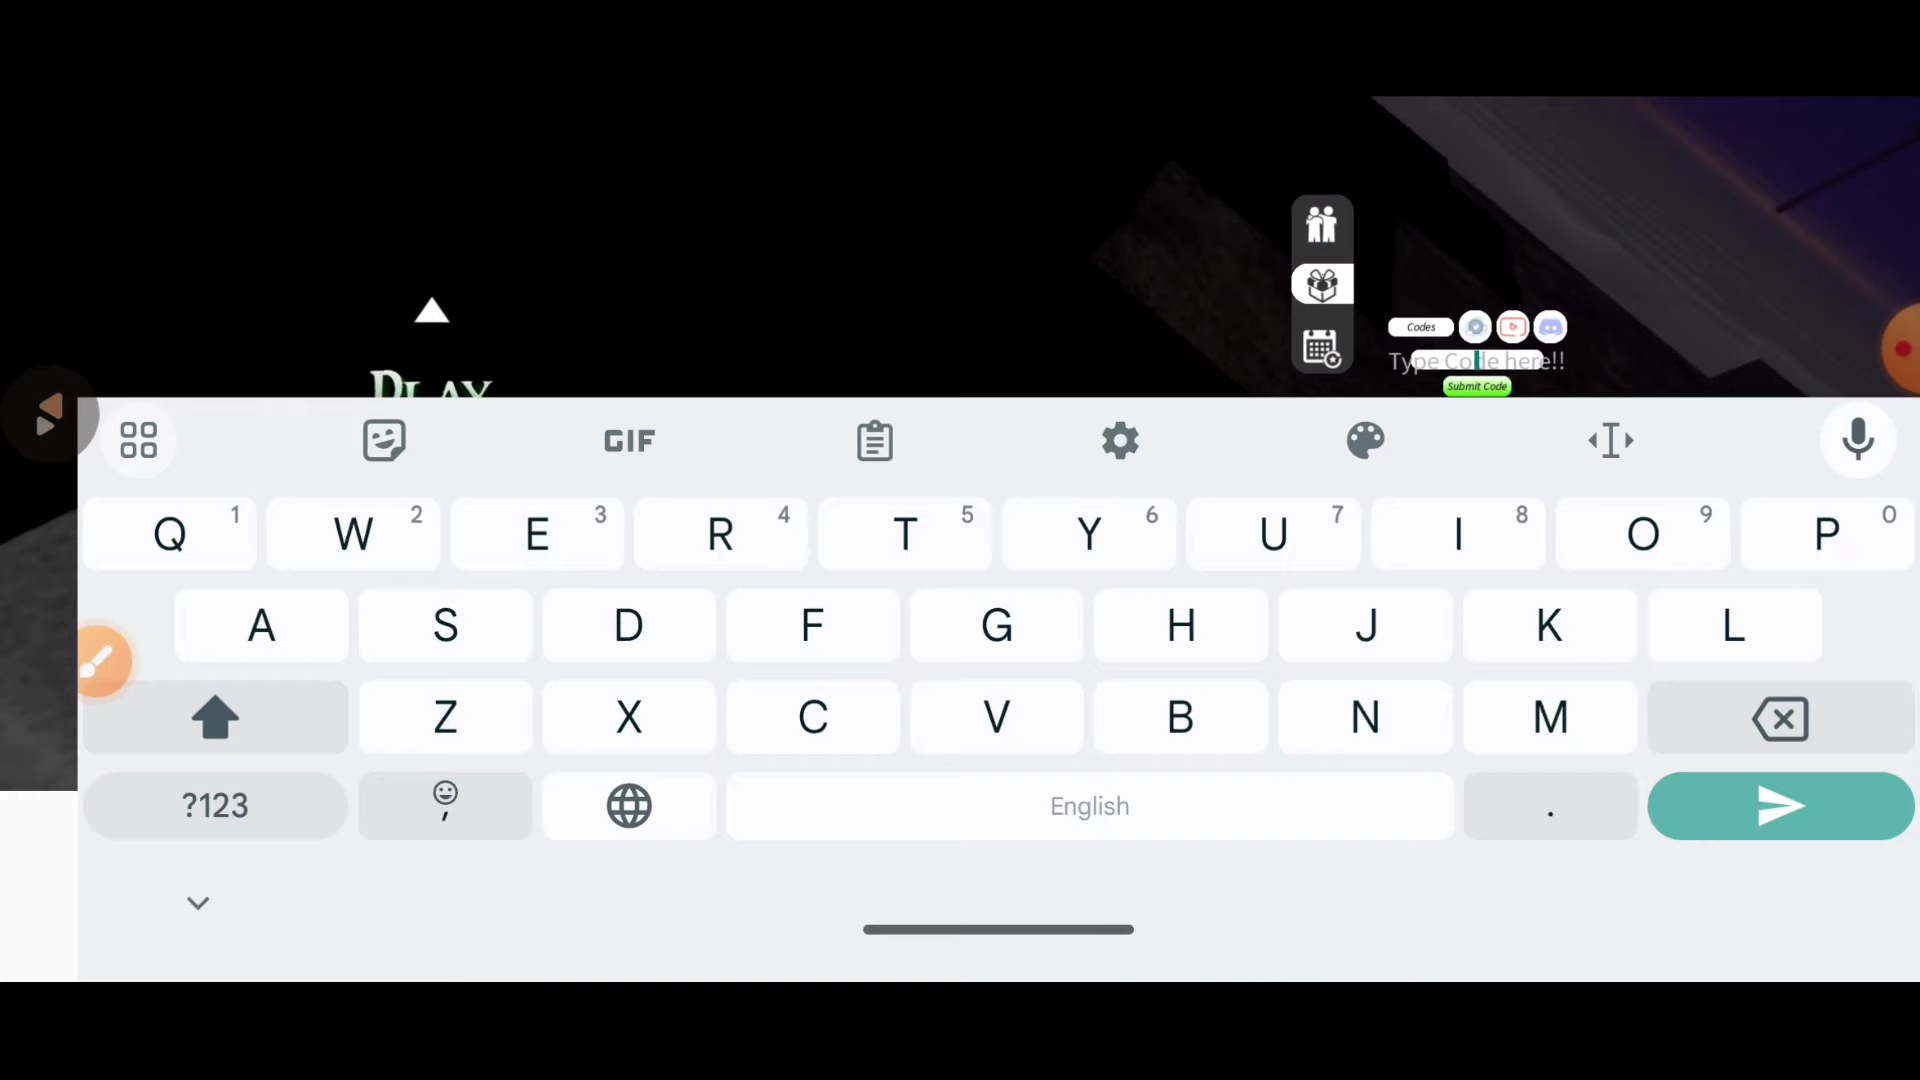 Codes
Type Code here!!
Submit Code
PLAY
GIF
Q 1 W 2 E 3 R 4 T 5 Y 6 U 7 I 8 O 9 P 0
A S D F G H J K L
Z X C V B N M
?123 , English .